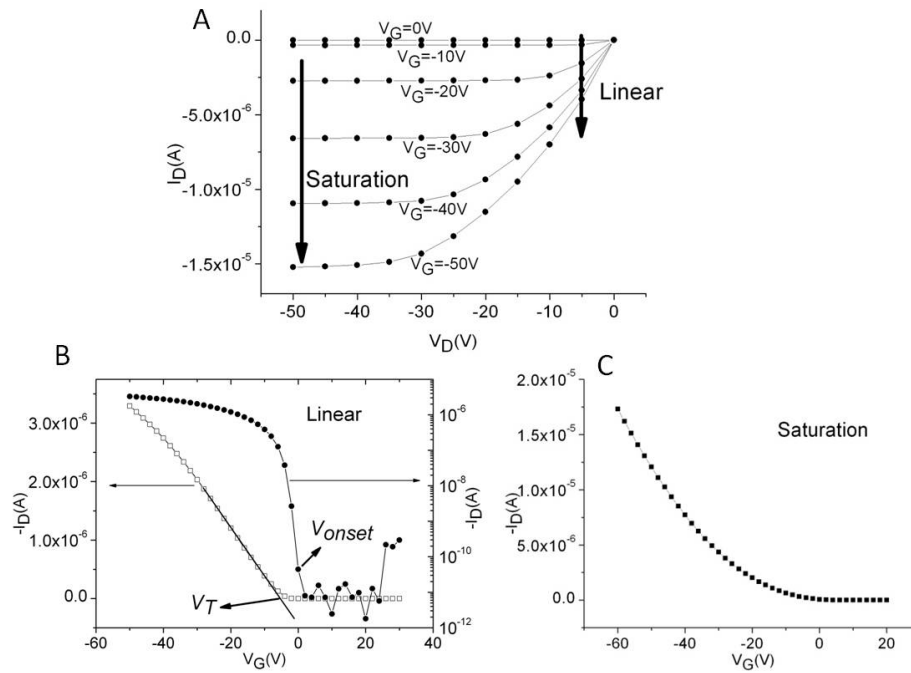 A
0.0
-5.0x10⁻⁶
-1.0x10⁻⁵
-1.5x10⁻⁵
I_D(A)
V_G=0V
V_G=-10V
V_G=-20V
V_G=-30V
V_G=-40V
V_G=-50V
Linear
Saturation
-50 -40 -30 -20 -10 0
V_D(V)
B
3.0x10⁻⁶
2.0x10⁻⁶
1.0x10⁻⁶
0.0
-I_D(A)
Linear
V_onset
V_T
10⁻⁶
10⁻⁸
10⁻¹⁰
10⁻¹²
-I_D(A)
-60 -40 -20 0 20 40
V_G(V)
C
2.0x10⁻⁵
1.5x10⁻⁵
1.0x10⁻⁵
5.0x10⁻⁶
0.0
-I_D(A)
Saturation
-60 -40 -20 0 20
V_G(V)